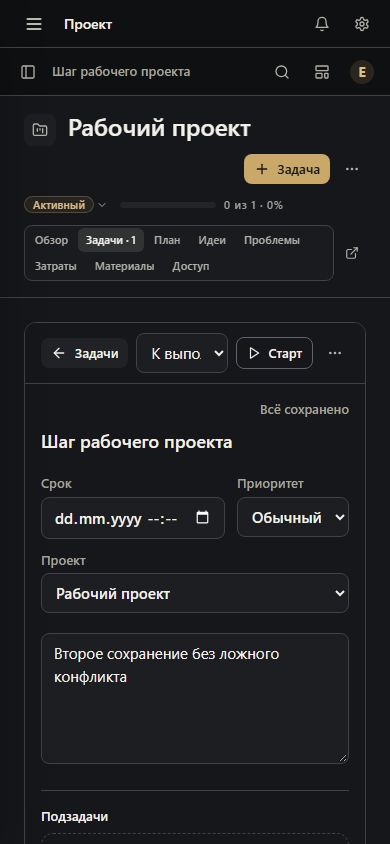 Проект
Шаг рабочего проекта
E
Рабочий проект
+ Задача
Активный
0 из 1 · 0%
Обзор Задачи · 1 План Идеи Проблемы
Затраты Материалы Доступ
← Задачи К выпо. Старт
Всё сохранено
Шаг рабочего проекта
Срок Приоритет
dd.mm.yyyy --:-- Обычный
Проект
Рабочий проект
Второе сохранение без ложного
конфликта
Подзадачи